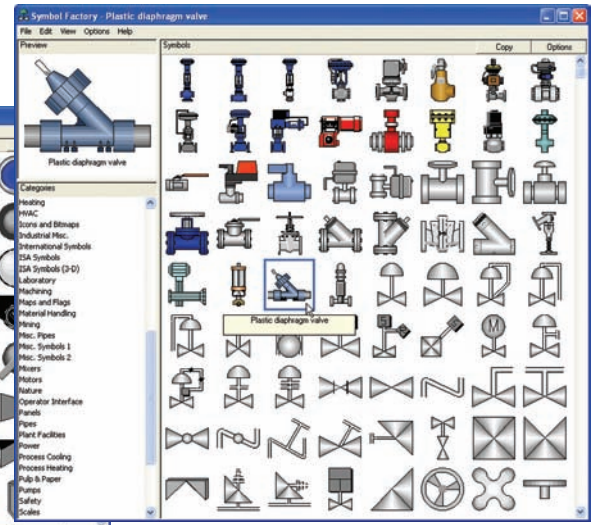 Symbol Factory - Plastic diaphragm valve
File Edit View Options Help
Preview
Plastic diaphragm valve
Categories
Heating
HVAC
Icons and Bitmaps
Industrial Misc.
International Symbols
ISA Symbols
ISA Symbols (3-D)
Laboratory
Machining
Maps and Flags
Material Handling
Mining
Misc. Pipes
Misc. Symbols 1
Misc. Symbols 2
Mixers
Motors
Nature
Operator Interface
Panels
Pipes
Plant Facilities
Power
Process Cooling
Process Heating
Pulp & Paper
Pumps
Safety
Scales
Symbols
Copy Options
Plastic diaphragm valve
S
M